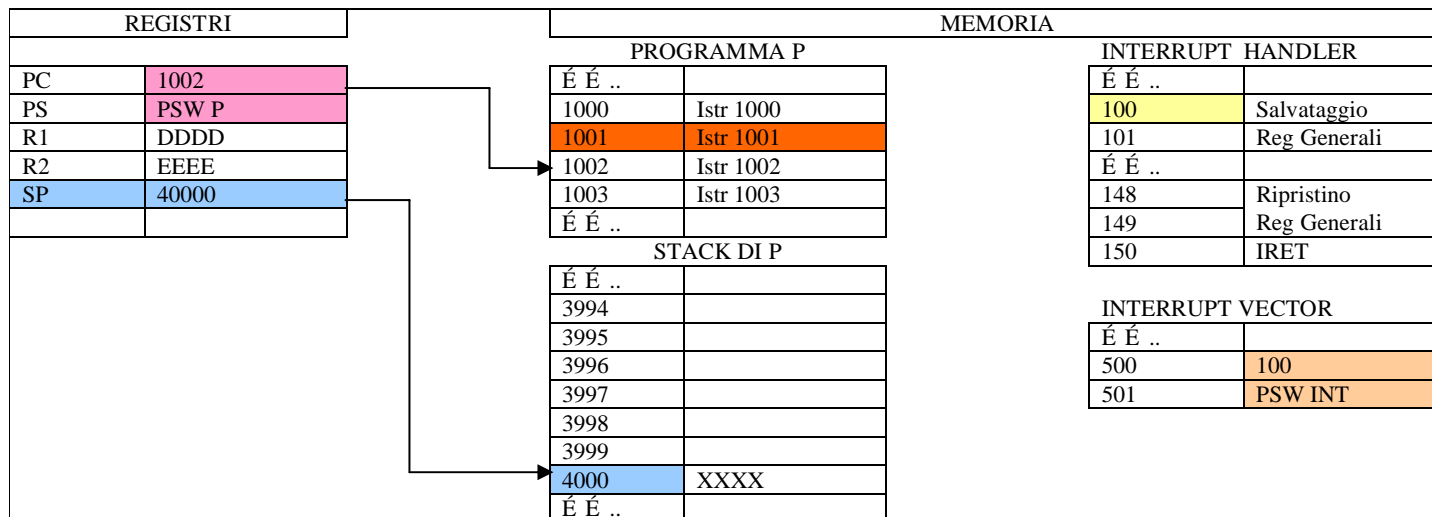 REGISTRI
MEMORIA
PROGRAMMA P
INTERRUPT HANDLER
PC 1002
É É ..
É É ..
PS PSW P
1000 Istr 1000
100 Salvataggio
R1 DDDD
1001 Istr 1001
101 Reg Generali
R2 EEEE
1002 Istr 1002
É É ..
SP 40000
1003 Istr 1003
148 Ripristino
É É ..
149 Reg Generali
STACK DI P
150 IRET
É É ..
3994
INTERRUPT VECTOR
3995
É É ..
3996
500 100
3997
501 PSW INT
3998
3999
4000 XXXX
É É ..